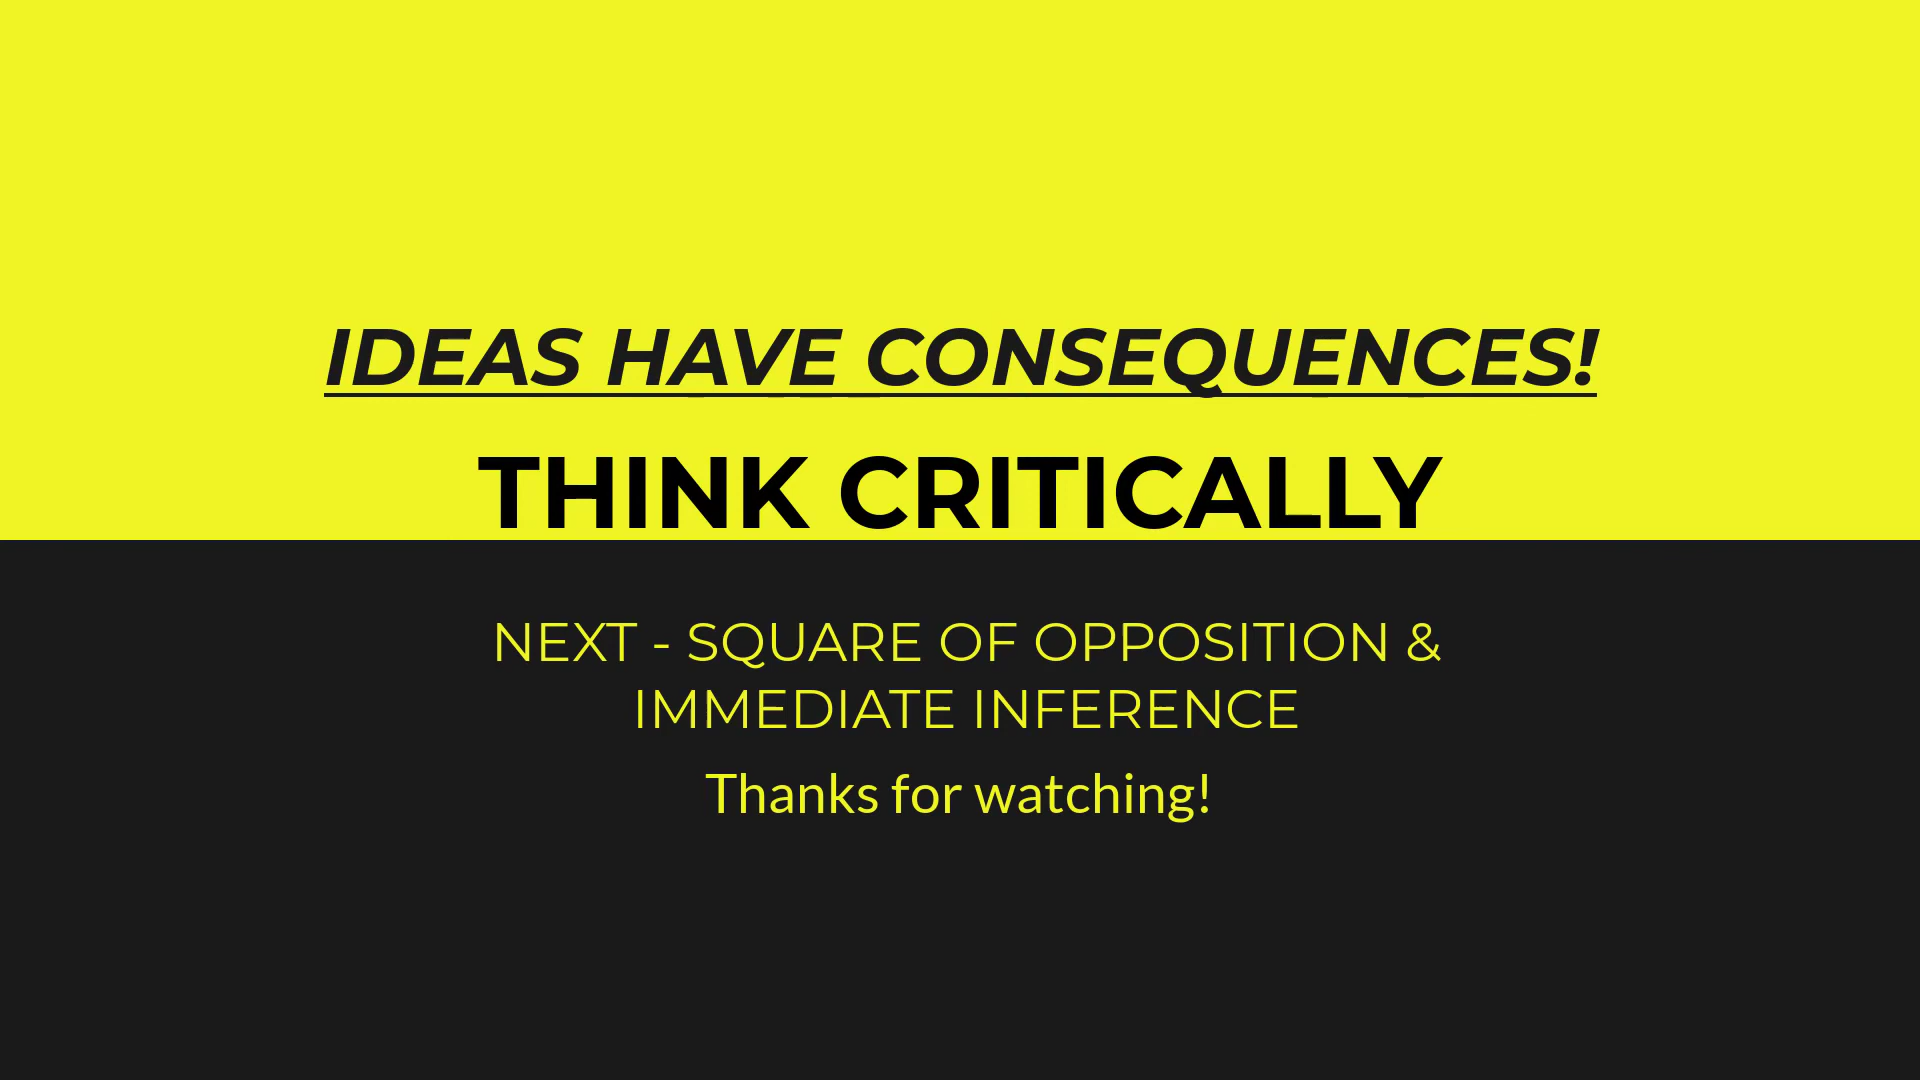 IDEAS HAVE CONSEQUENCES!
THINK CRITICALLY
NEXT - SQUARE OF OPPOSITION &
IMMEDIATE INFERENCE
Thanks for watching!